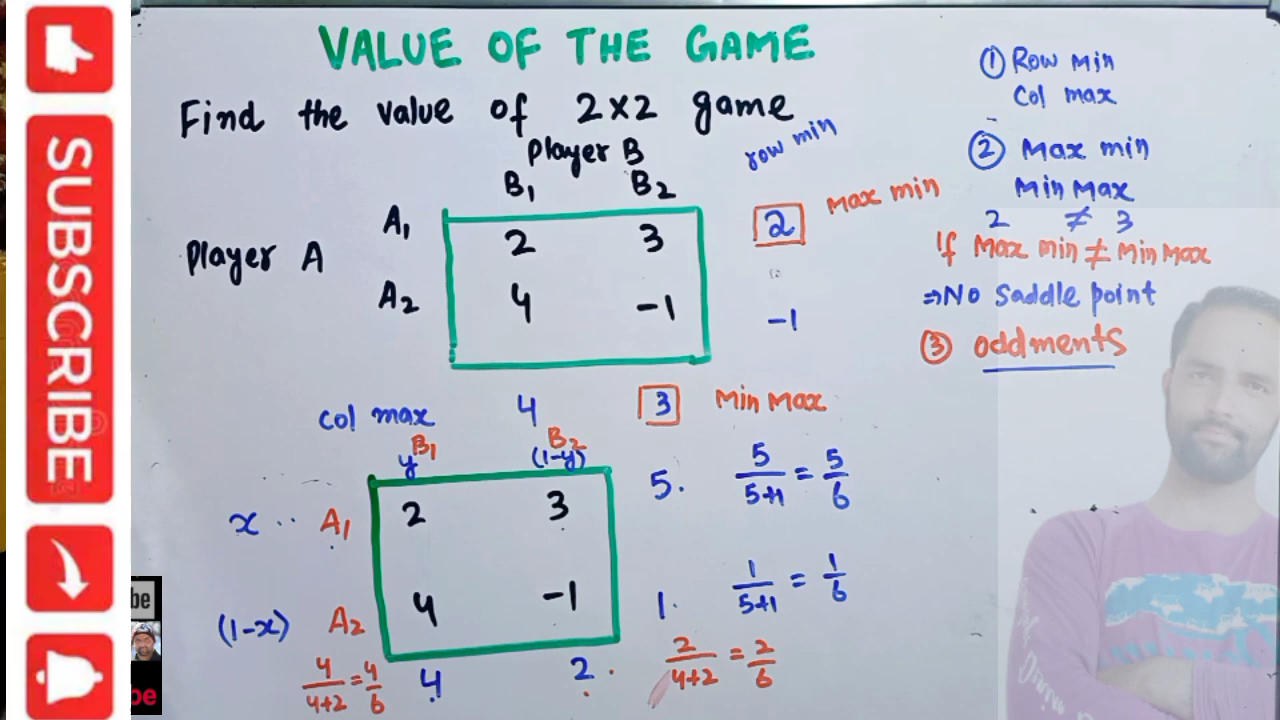 SUBSCRIBE
VALUE OF THE GAME
Find the value of 2×2 game
Player B
B₁ B₂ row min
Player A
A₁ 2 3 2 Max min
A₂ 4 -1 -1
Col max 4 3 Min Max
① Row min
Col max
② Max min
Min Max
2 ≠ 3
If Max min ≠ Min Max
⇒ No Saddle point
③ oddments
B₁ B₂
y (1-y)
x A₁ 2 3 5. 5/5+1 = 5/6
(1-x) A₂ 4 -1 1. 1/5+1 = 1/6
4/4+2 = 4/6 4 2. 2/4+2 = 2/6
be
be